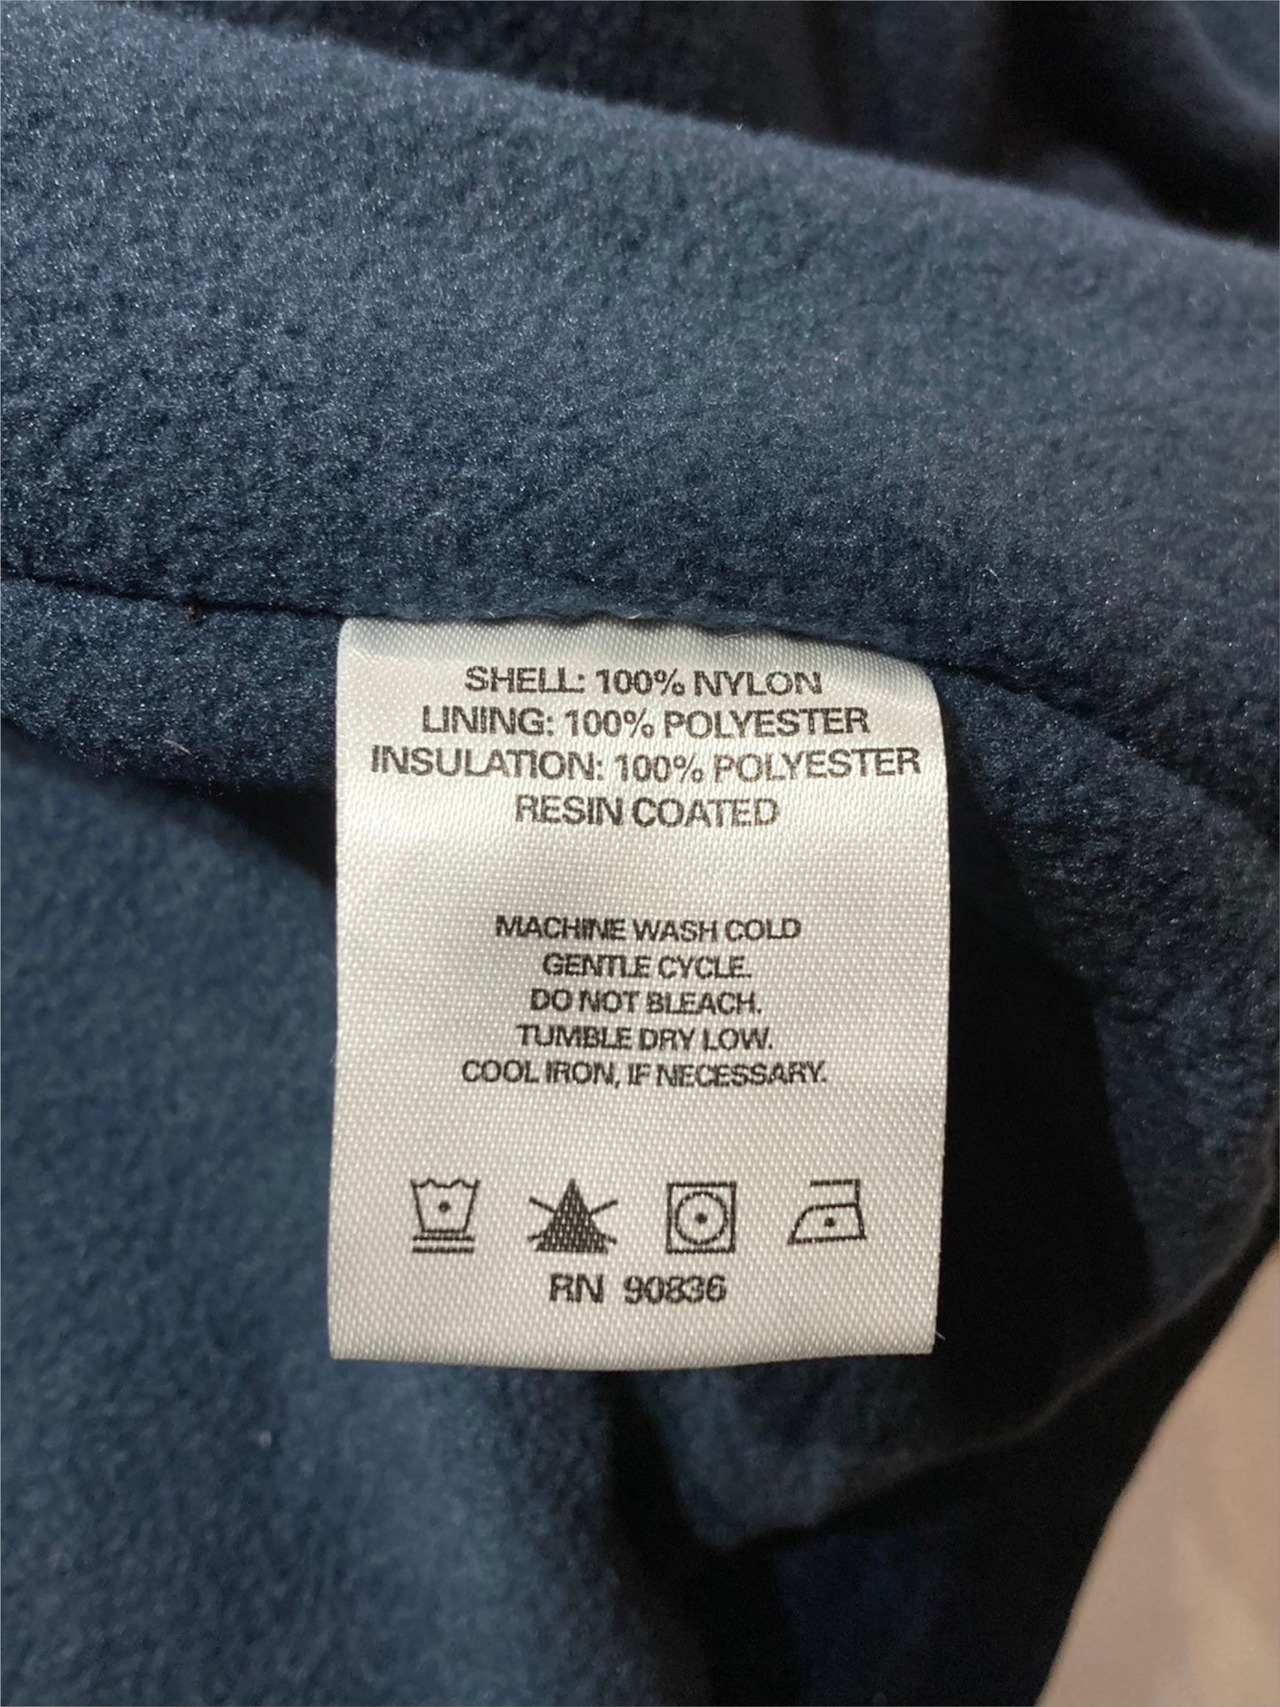 SHELL: 100% NYLON
LINING: 100% POLYESTER
INSULATION: 100% POLYESTER
RESIN COATED
MACHINE WASH COLD
GENTLE CYCLE.
DO NOT BLEACH.
TUMBLE DRY LOW.
COOL IRON, IF NECESSARY.
RN 90836